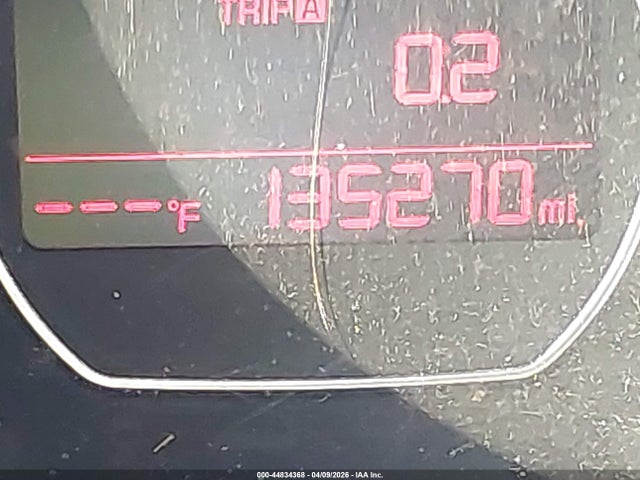 TRIP A
0.2
---°F 135270 mi.
000-44834368 - 04/09/2026 - IAA Inc.